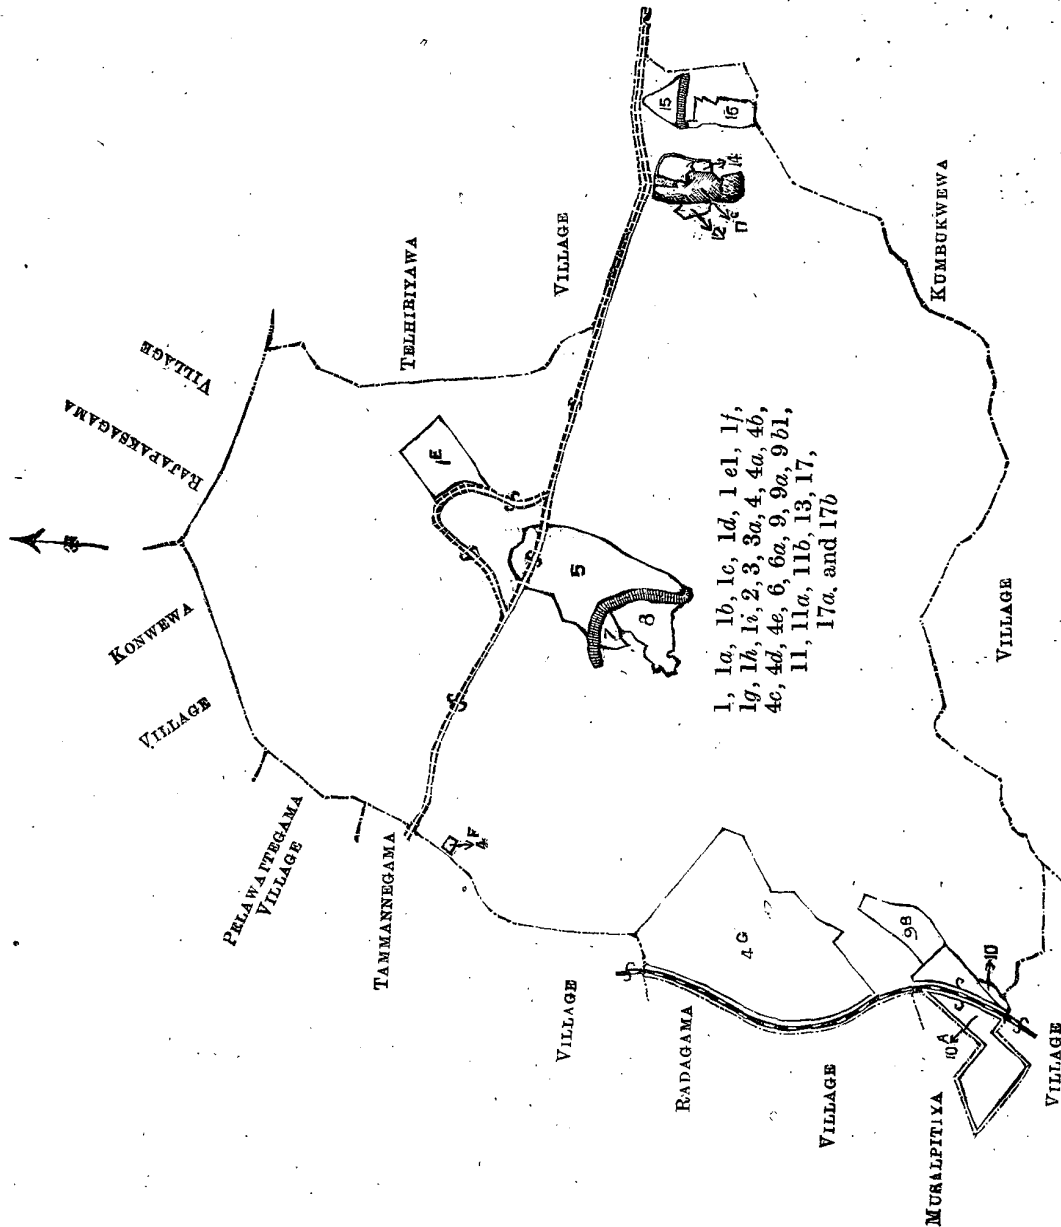 VILLAGE
RAJAPAKSAGAMA
KONWEWA
VILLAGE
PELAWATTEGAMA
VILLAGE
TAMMANNEGAMA
VILLAGE
TELHIBIYAWA
VILLAGE
RADAGAMA
VILLAGE
MURALPITIYA
VILLAGE
KUMBUKWEWA
VILLAGE
1E
5
7
8
4F
4G
9B
10
10A
12
11c
14
15
16
1, 1a, 1b, 1c, 1d, 1 e1, 1f,
1g, 1h, 1i, 2, 3, 3a, 4, 4a, 4b,
4c, 4d, 4e, 6, 6a, 9, 9a, 9 b1,
11, 11a, 11b, 13, 17,
17a, and 17b